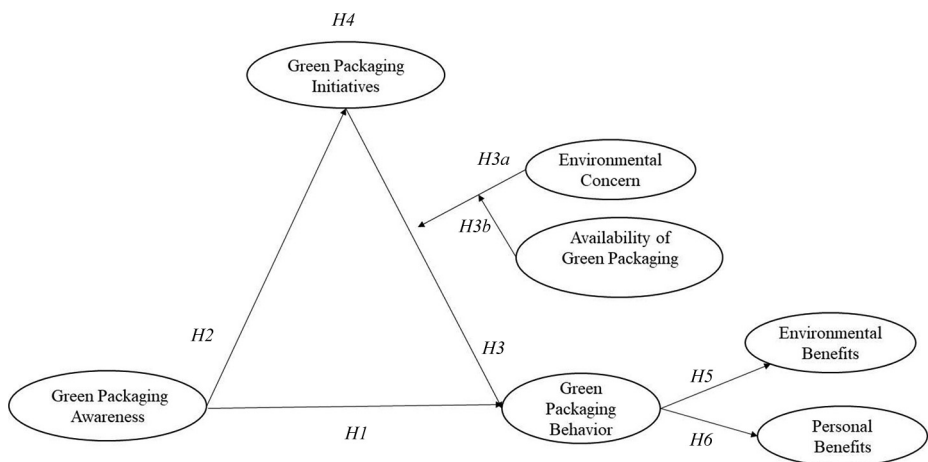 H4
Green Packaging
Initiatives
H3a
Environmental
Concern
H3b
Availability of
Green Packaging
H2
H3
Environmental
Benefits
Green Packaging
Awareness
H1
Green
Packaging
Behavior
H5
H6
Personal
Benefits